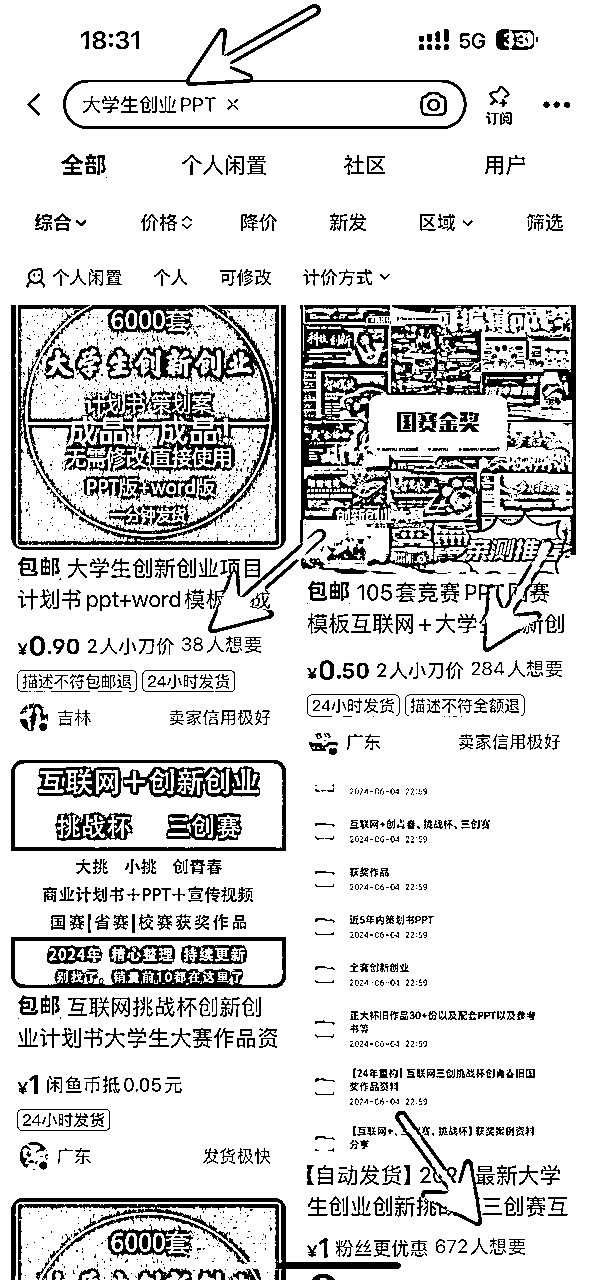 18:31
5G
大学生创业PPT ×
订阅
全部 个人闲置 社区 用户
综合 价格 降价 新发 区域 筛选
个人闲置 个人 可修改 计价方式
6000套
大学生创新创业
计划书 策划案
成品！成品！
无需修改直接使用
PPT版+word版
一分钟发货
包邮 大学生创新创业项目
计划书ppt+word模板
¥0.90 2人小刀价 38人想要
描述不符包邮退 24小时发货
吉林 卖家信用极好
国赛金奖
亲测推荐
包邮 105套竞赛PPT国赛
模板互联网+大学生创新创
¥0.50 2人小刀价 284人想要
24小时发货 描述不符全额退
广东 卖家信用极好
互联网+创新创业
挑战杯 三创赛
大挑 小挑 创青春
商业计划书+PPT+宣传视频
国赛|省赛|校赛获奖作品
2024年 精心整理 持续更新
别找了，销量前10都在这里了
包邮 互联网挑战杯创新创
业计划书大学生大赛作品资
¥1 闲鱼币抵0.05元
24小时发货
广东 发货极快
2024-06-04 22:59
互联网+创青春、挑战杯、三创赛
2024-06-04 22:59
获奖作品
2024-06-04 22:59
近5年内策划书PPT
2024-06-04 22:59
全赛创新创业
2024-06-04 22:59
正大杯旧作品30+份以及配套PPT以及参考
书等
2024-06-04 22:59
【24年重构】互联网三创挑战杯创青春旧国
奖作品资料
2024-06-04 22:59
【互联网+、三创赛、挑战杯】获奖案例资料
分享
【自动发货】2024最新大学
生创业创新挑战杯三创赛互
¥1 粉丝更优惠 672人想要
6000套